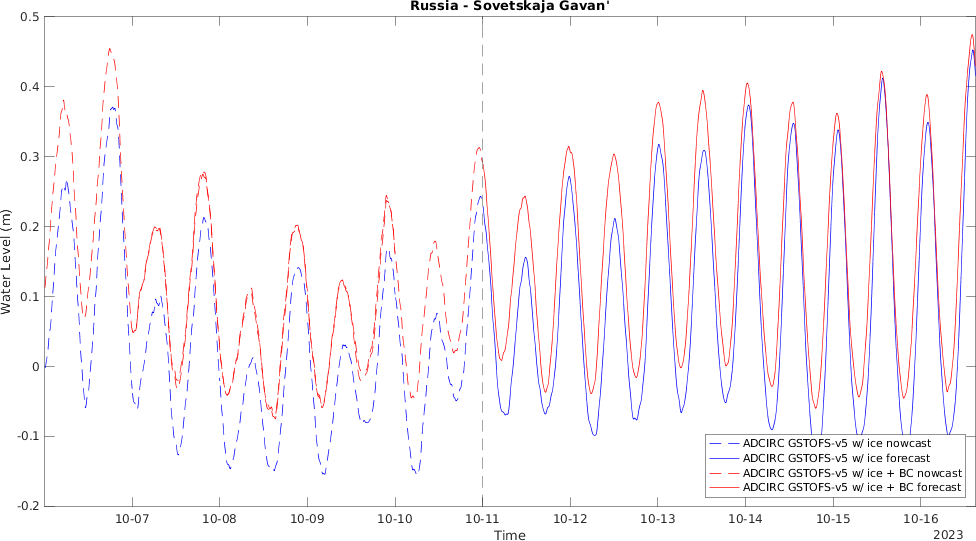 Russia - Sovetskaja Gavan'
0.5
0.4
0.3
0.2
0.1
0
-0.1
-0.2
Water Level (m)
10-07 10-08 10-09 10-10 10-11 10-12 10-13 10-14 10-15 10-16
Time
2023
ADCIRC GSTOFS-v5 w/ ice nowcast
ADCIRC GSTOFS-v5 w/ ice forecast
ADCIRC GSTOFS-v5 w/ ice + BC nowcast
ADCIRC GSTOFS-v5 w/ ice + BC forecast